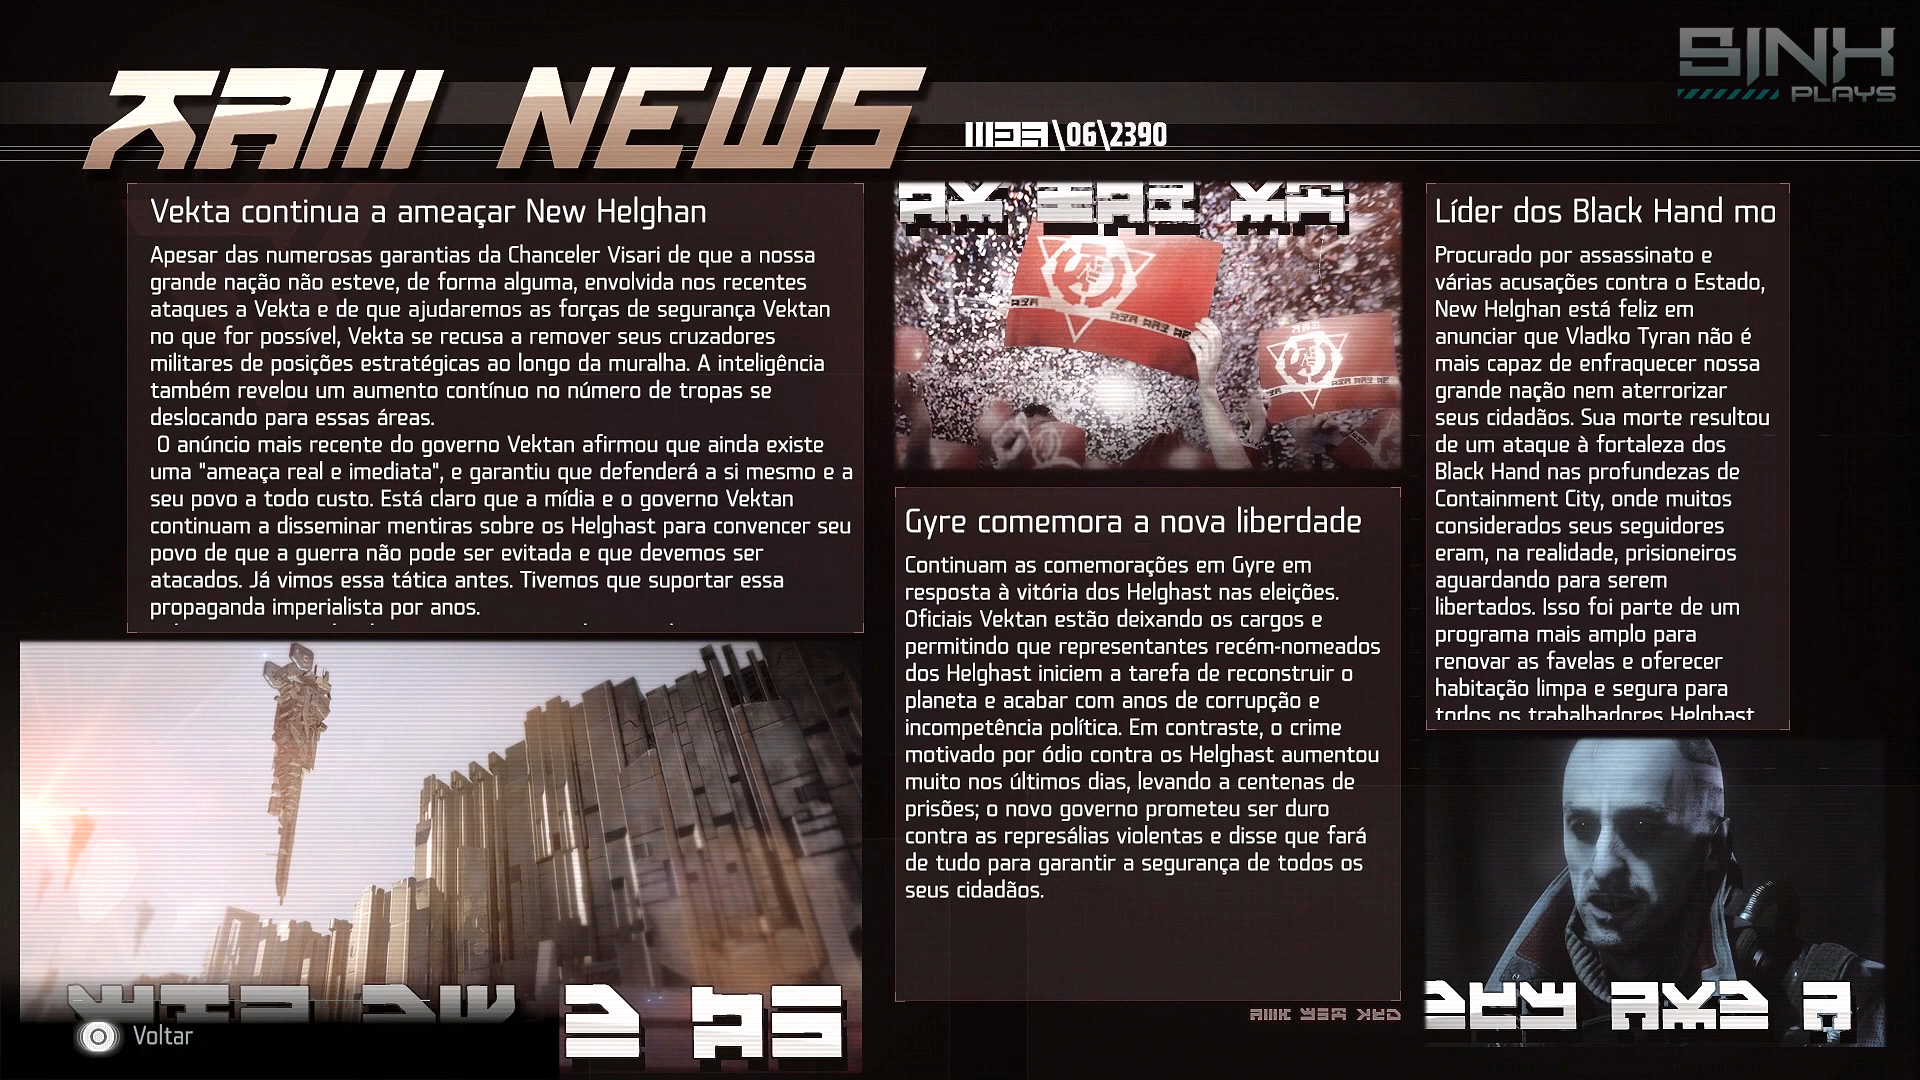 SINX
PLAYS
NEWS
\06\2390
Vekta continua a ameaçar New Helghan
Apesar das numerosas garantias da Chanceler Visari de que a nossa
grande nação não esteve, de forma alguma, envolvida nos recentes
ataques a Vekta e de que ajudaremos as forças de segurança Vektan
no que for possível, Vekta se recusa a remover seus cruzadores
militares de posições estratégicas ao longo da muralha. A inteligência
também revelou um aumento contínuo no número de tropas se
deslocando para essas áreas.
O anúncio mais recente do governo Vektan afirmou que ainda existe
uma "ameaça real e imediata", e garantiu que defenderá a si mesmo e a
seu povo a todo custo. Está claro que a mídia e o governo Vektan
continuam a disseminar mentiras sobre os Helghast para convencer seu
povo de que a guerra não pode ser evitada e que devemos ser
atacados. Já vimos essa tática antes. Tivemos que suportar essa
propaganda imperialista por anos.
Gyre comemora a nova liberdade
Continuam as comemorações em Gyre em
resposta à vitória dos Helghast nas eleições.
Oficiais Vektan estão deixando os cargos e
permitindo que representantes recém-nomeados
dos Helghast iniciem a tarefa de reconstruir o
planeta e acabar com anos de corrupção e
incompetência política. Em contraste, o crime
motivado por ódio contra os Helghast aumentou
muito nos últimos dias, levando a centenas de
prisões; o novo governo prometeu ser duro
contra as represálias violentas e disse que fará
de tudo para garantir a segurança de todos os
seus cidadãos.
Líder dos Black Hand mo
Procurado por assassinato e
várias acusações contra o Estado,
New Helghan está feliz em
anunciar que Vladko Tyran não é
mais capaz de enfraquecer nossa
grande nação nem aterrorizar
seus cidadãos. Sua morte resultou
de um ataque à fortaleza dos
Black Hand nas profundezas de
Containment City, onde muitos
considerados seus seguidores
eram, na realidade, prisioneiros
aguardando para serem
libertados. Isso foi parte de um
programa mais amplo para
renovar as favelas e oferecer
habitação limpa e segura para
todos os trabalhadores Helghast
Voltar